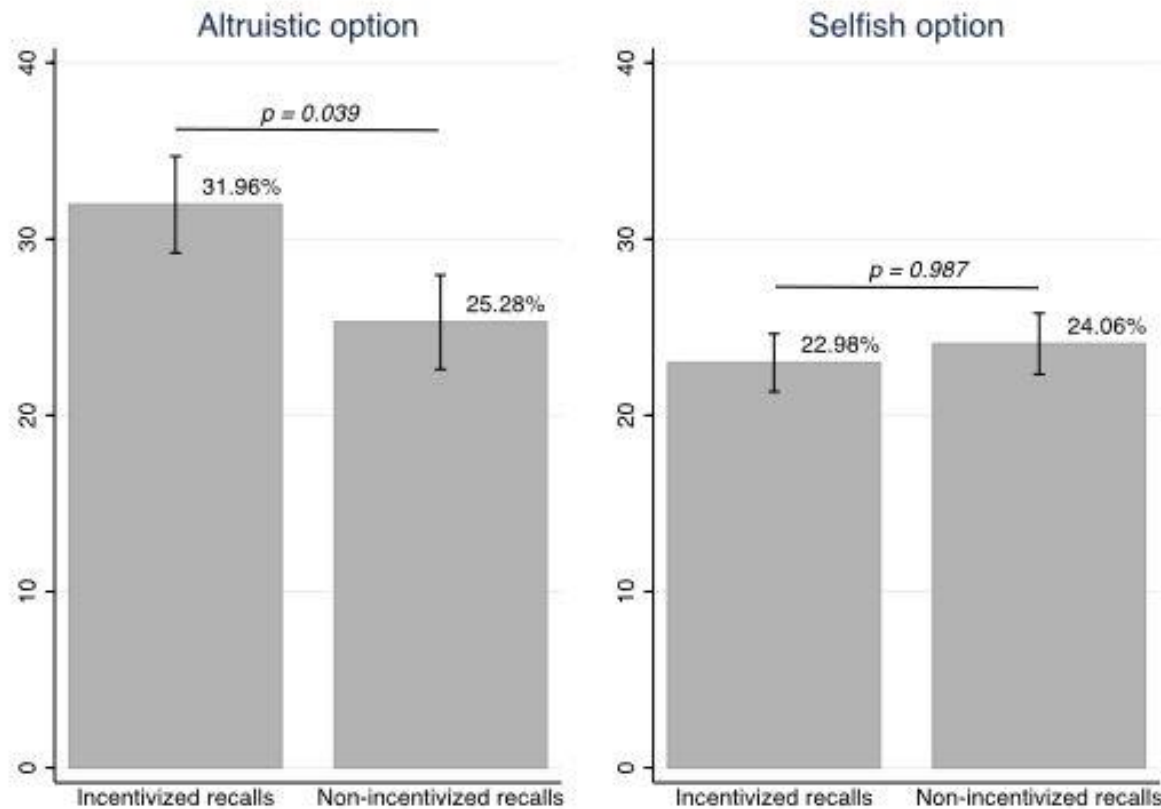 Altruistic option
40
30
20
10
0
p = 0.039
31.96%
25.28%
Incentivized recalls
Non-incentivized recalls
Selfish option
40
30
20
10
0
p = 0.987
22.98%
24.06%
Incentivized recalls
Non-incentivized recalls